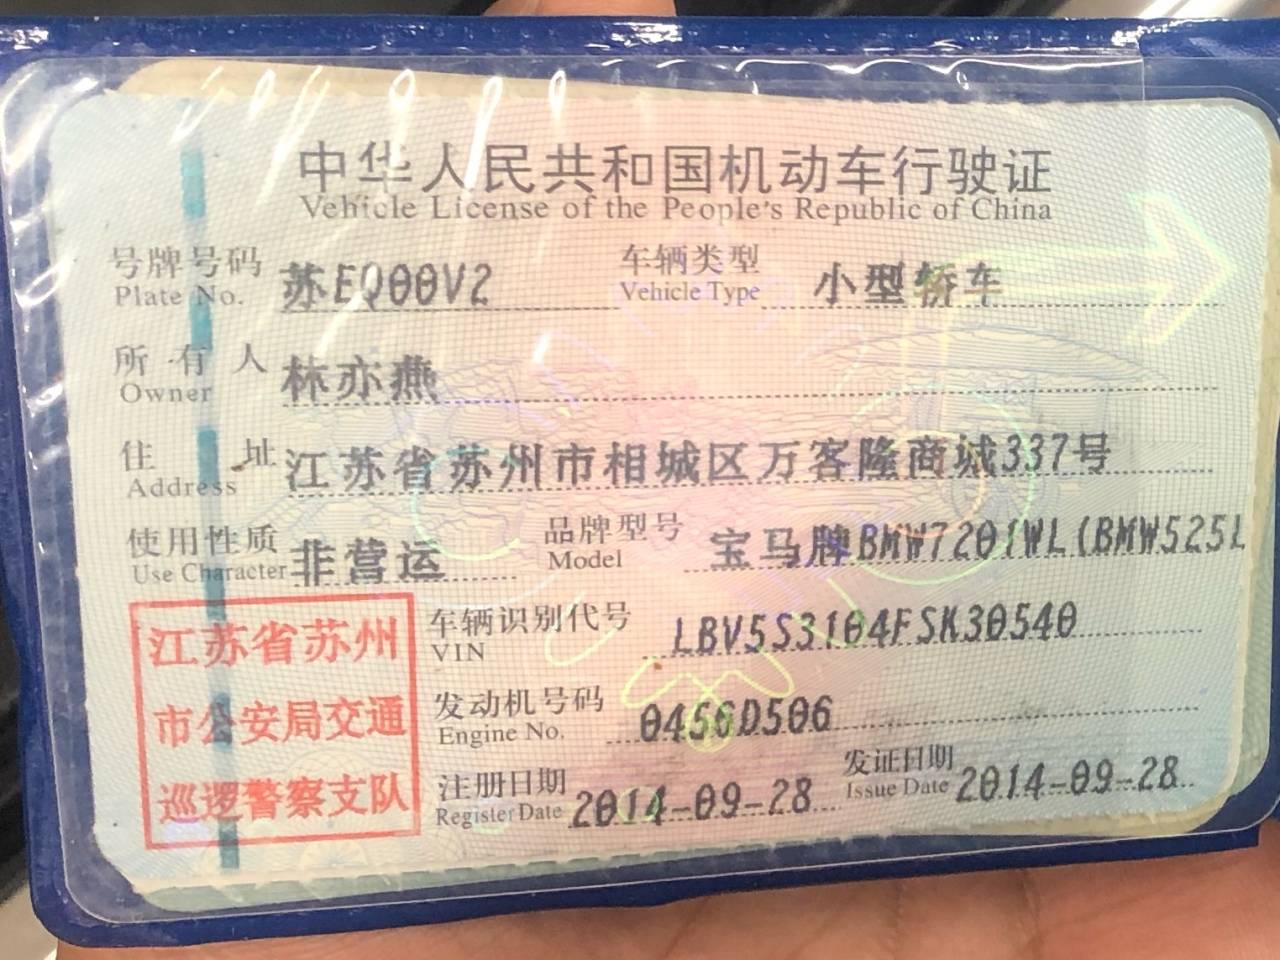 中华人民共和国机动车行驶证
Vehicle License of the People's Republic of China
号牌号码 苏EQ00V2 车辆类型 小型轿车
Plate No. Vehicle Type
所有人 林亦燕
Owner
住址 江苏省苏州市相城区万客隆商城337号
Address
使用性质 非营运 品牌型号 宝马牌BMW7201WL(BMW525L
Use Character Model
江苏省苏州
市公安局交通
巡逻警察支队
车辆识别代号 LBV5S3104FSK30540
VIN
发动机号码 0456D506
Engine No.
注册日期 2014-09-28 发证日期 2014-09-28
Register Date Issue Date